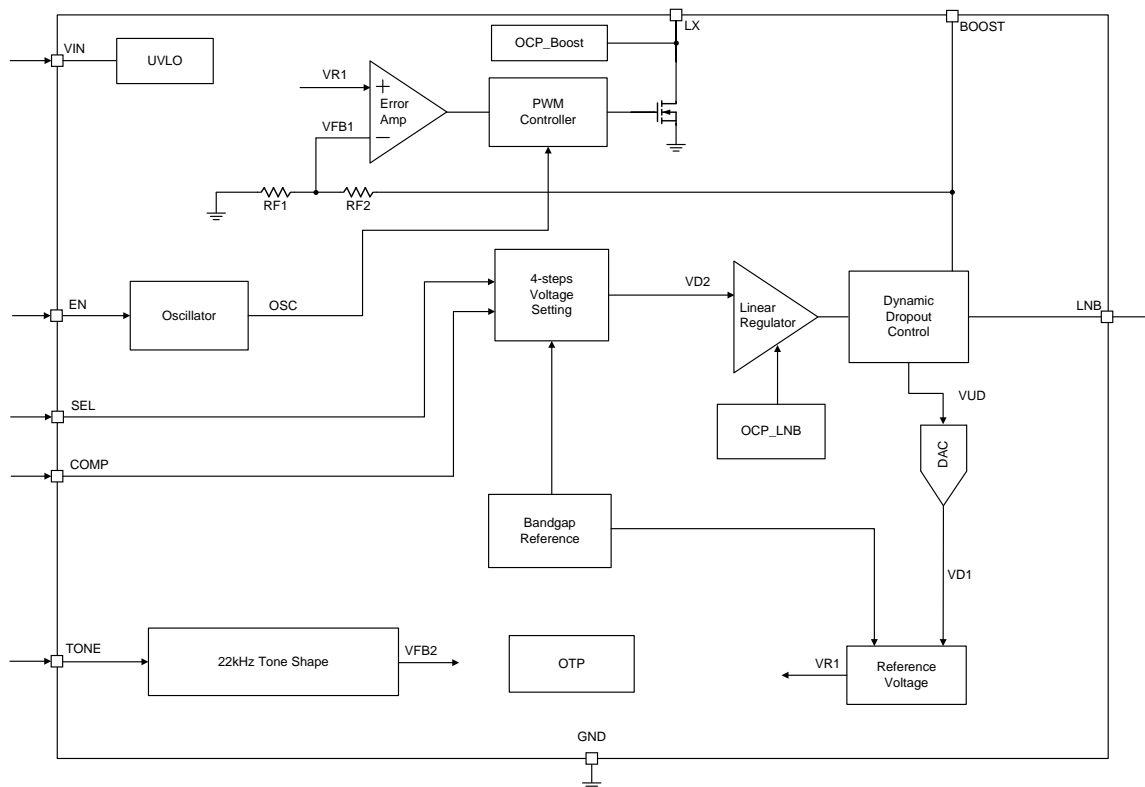 LX
BOOST
VIN
UVLO
OCP_Boost
VR1
+
Error
Amp
PWM
Controller
VFB1
−
RF1
RF2
EN
Oscillator
OSC
4-steps
Voltage
Setting
VD2
Linear
Regulator
Dynamic
Dropout
Control
LNB
SEL
VUD
OCP_LNB
DAC
COMP
Bandgap
Reference
VD1
TONE
22kHz Tone Shape
VFB2
OTP
VR1
Reference
Voltage
GND